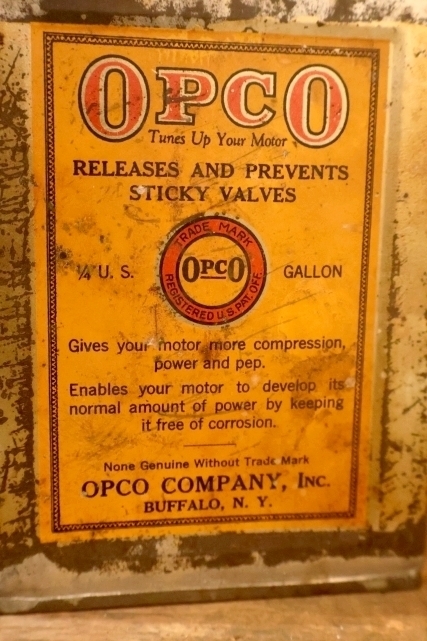 OPCO
Tunes Up Your Motor
RELEASES AND PREVENTS
STICKY VALVES
TRADE MARK
¼ U. S. OPCO GALLON
REGISTERED U.S. PAT. OFF.
Gives your motor more compression,
power and pep.
Enables your motor to develop its
normal amount of power by keeping
it free of corrosion.
None Genuine Without Trade Mark
OPCO COMPANY, INC.
BUFFALO, N. Y.